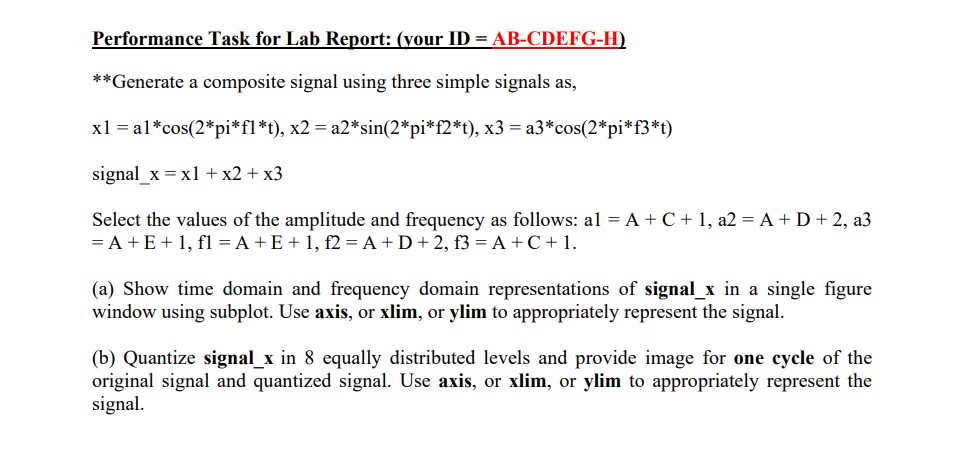 Performance Task for Lab Report: (your ID = AB-CDEFG-H)
**Generate a composite signal using three simple signals as,
x1 = a1*cos(2*pi*f1*t), x2 = a2*sin(2*pi*f2*t), x3 = a3*cos(2*pi*f3*t)
signal_x = x1 + x2 + x3
Select the values of the amplitude and frequency as follows: a1 = A + C + 1, a2 = A + D + 2, a3
= A + E + 1, f1 = A + E + 1, f2 = A + D + 2, f3 = A + C + 1.
(a) Show time domain and frequency domain representations of signal_x in a single figure
window using subplot. Use axis, or xlim, or ylim to appropriately represent the signal.
(b) Quantize signal_x in 8 equally distributed levels and provide image for one cycle of the
original signal and quantized signal. Use axis, or xlim, or ylim to appropriately represent the
signal.